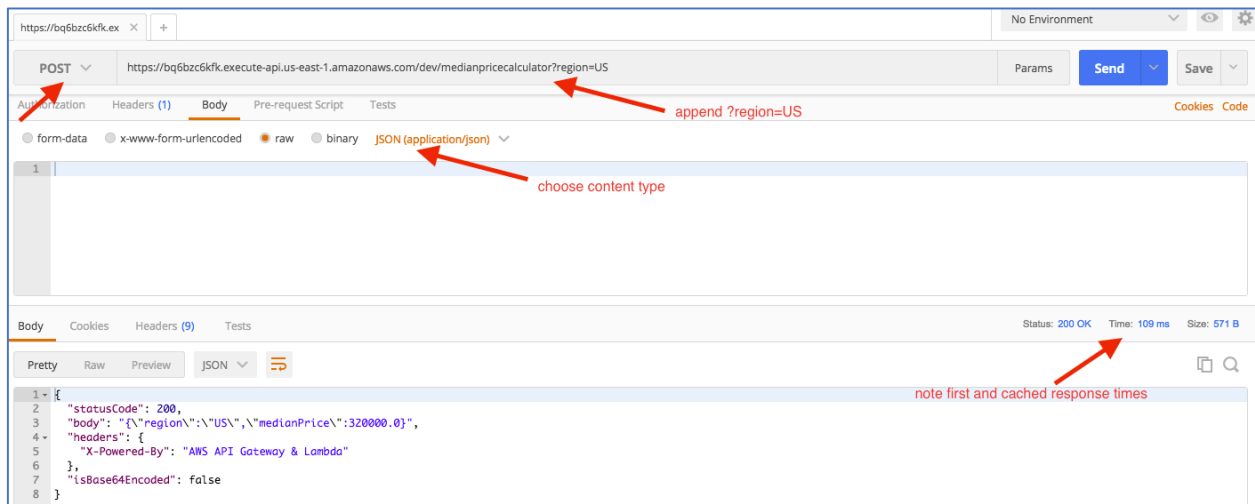 https://bq6bzc6kfk.ex × +
No Environment
POST https://bq6bzc6kfk.execute-api.us-east-1.amazonaws.com/dev/medianpricecalculator?region=US Params Send Save
Authorization Headers (1) Body Pre-request Script Tests Cookies Code
append ?region=US
form-data x-www-form-urlencoded raw binary JSON (application/json)
1
choose content type
Body Cookies Headers (9) Tests Status: 200 OK Time: 109 ms Size: 571 B
Pretty Raw Preview JSON
note first and cached response times
1 {
2 "statusCode": 200,
3 "body": "{\"region\":\"US\",\"medianPrice\":320000.0}",
4 "headers": {
5 "X-Powered-By": "AWS API Gateway & Lambda"
6 },
7 "isBase64Encoded": false
8 }